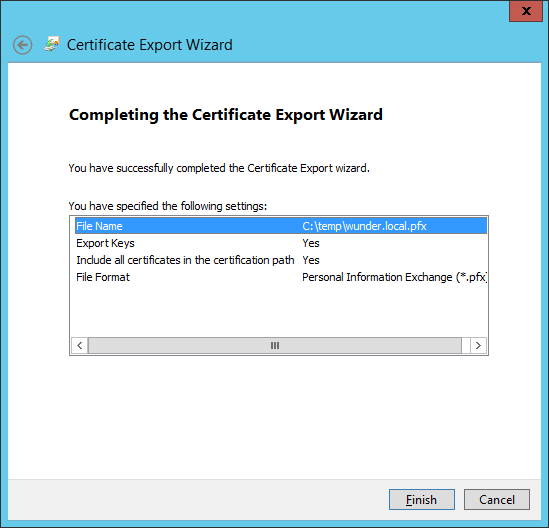 Certificate Export Wizard
Completing the Certificate Export Wizard
You have successfully completed the Certificate Export wizard.
You have specified the following settings:
File Name C:\temp\wunder.local.pfx
Export Keys Yes
Include all certificates in the certification path Yes
File Format Personal Information Exchange (*.pfx)
Finish Cancel